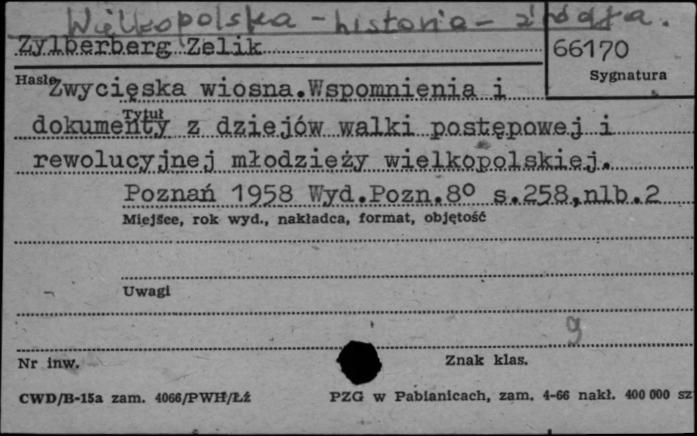 Wielkopolska - historia - źródła.
Zylberberg Zelik
66170
Sygnatura
Hasło
Zwycięska wiosna.Wspomnienia i
Tytuł
dokumenty z dziejów walki postępowej i
rewolucyjnej młodzieży wielkopolskiej.
Poznań 1958 Wyd.Pozn.8° s.258,nlb.2
Miejsce, rok wyd., nakładca, format, objętość
Uwagi
9
Nr inw.
Znak klas.
CWD/B-15a zam. 4066/PWH/Łż
PZG w Pabianicach, zam. 4-66 nakł. 400 000 sz